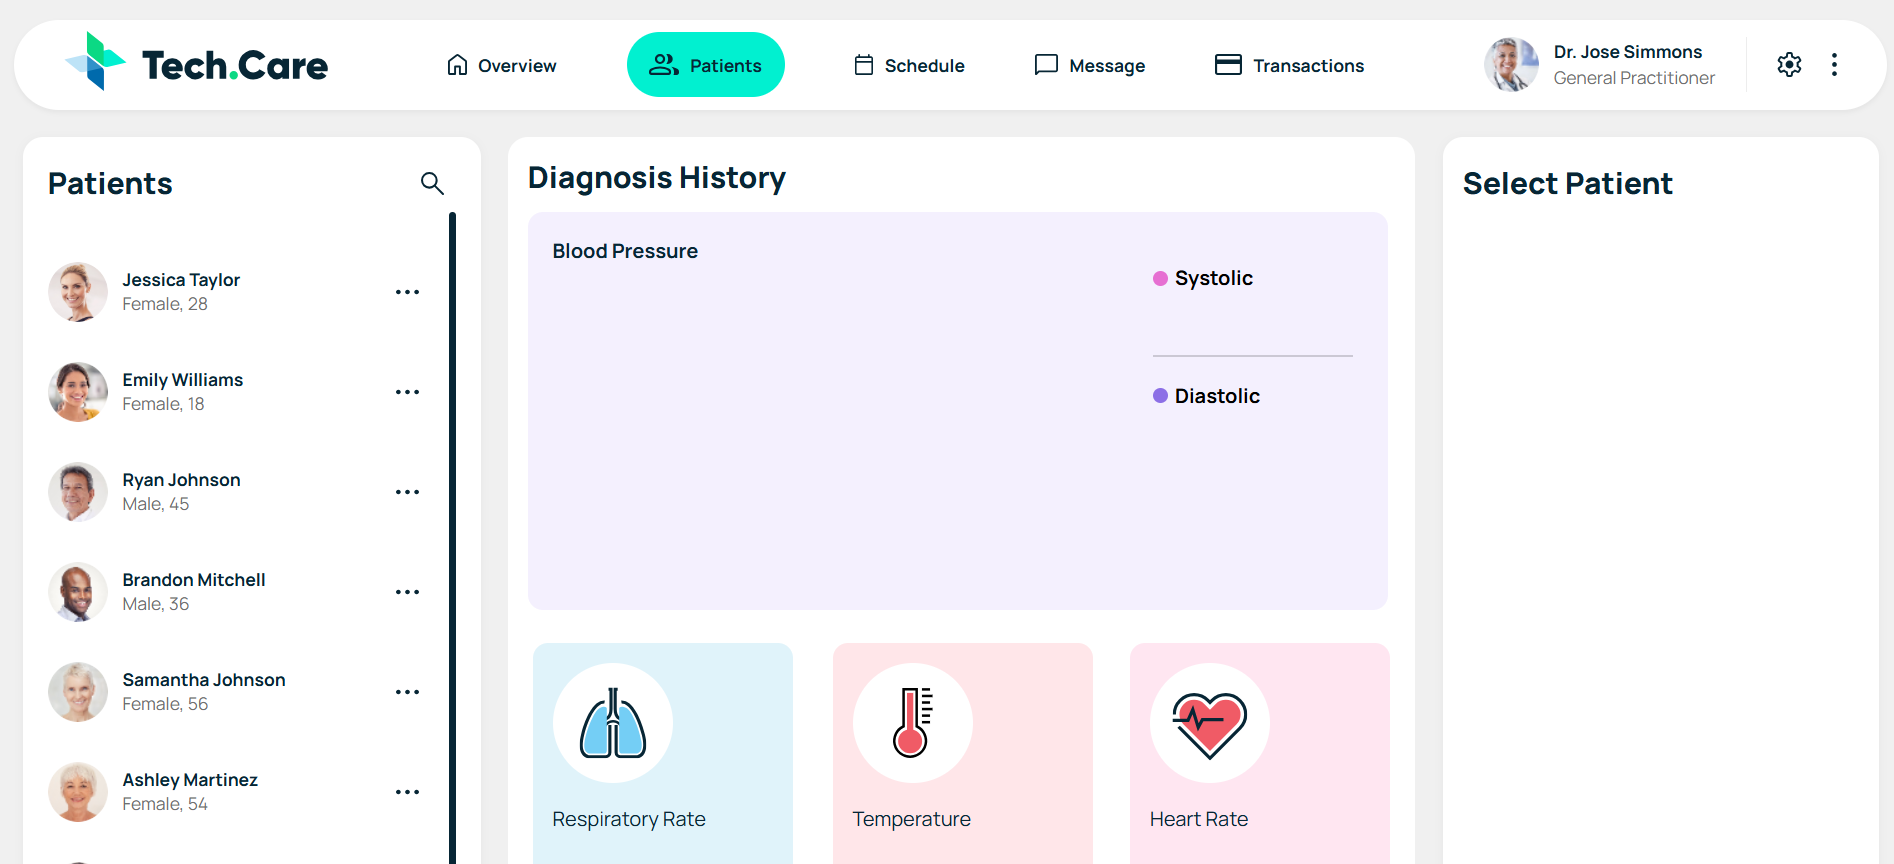 Tech.Care
Overview
Patients
Schedule
Message
Transactions
Dr. Jose Simmons
General Practitioner
Patients
Jessica Taylor
Female, 28
Emily Williams
Female, 18
Ryan Johnson
Male, 45
Brandon Mitchell
Male, 36
Samantha Johnson
Female, 56
Ashley Martinez
Female, 54
Diagnosis History
Blood Pressure
Systolic
Diastolic
Respiratory Rate
Temperature
Heart Rate
Select Patient